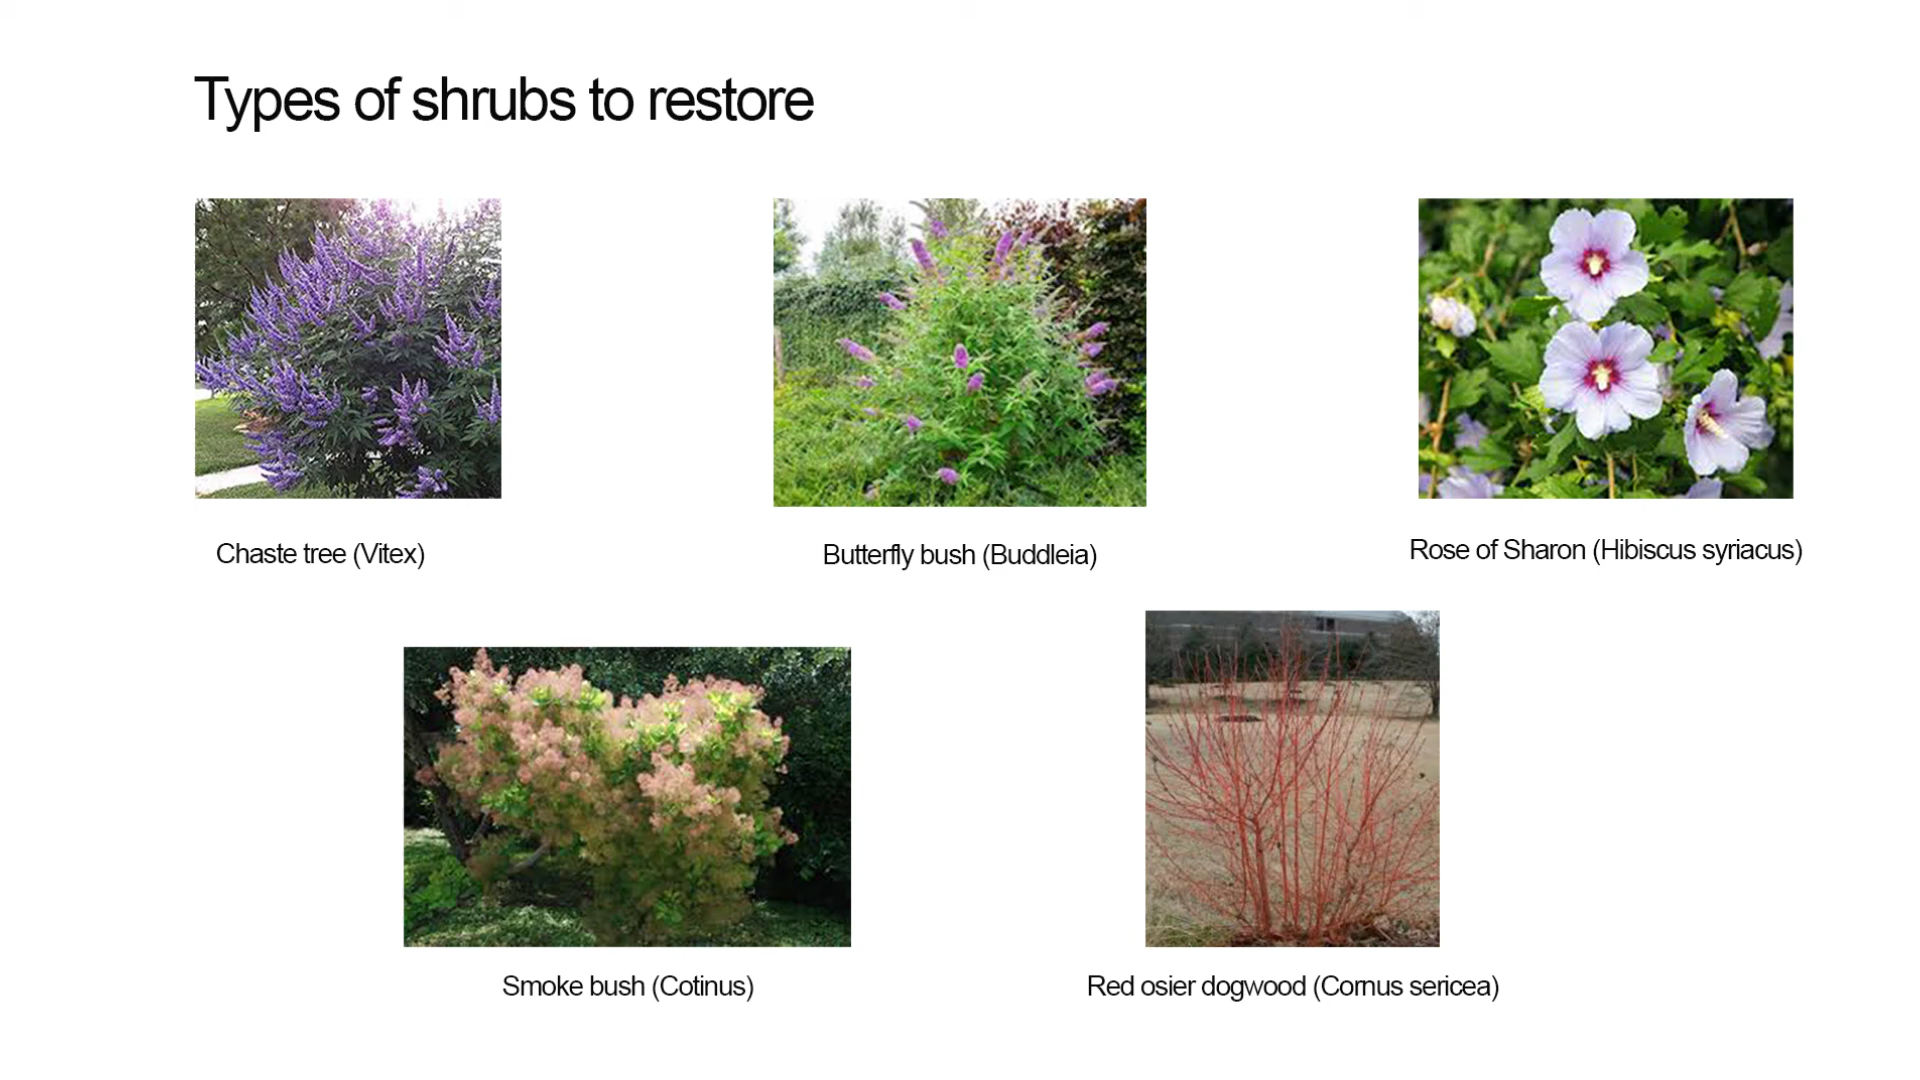 Types of shrubs to restore
Chaste tree (Vitex)
Butterfly bush (Buddleia)
Rose of Sharon (Hibiscus syriacus)
Smoke bush (Cotinus)
Red osier dogwood (Cornus sericea)